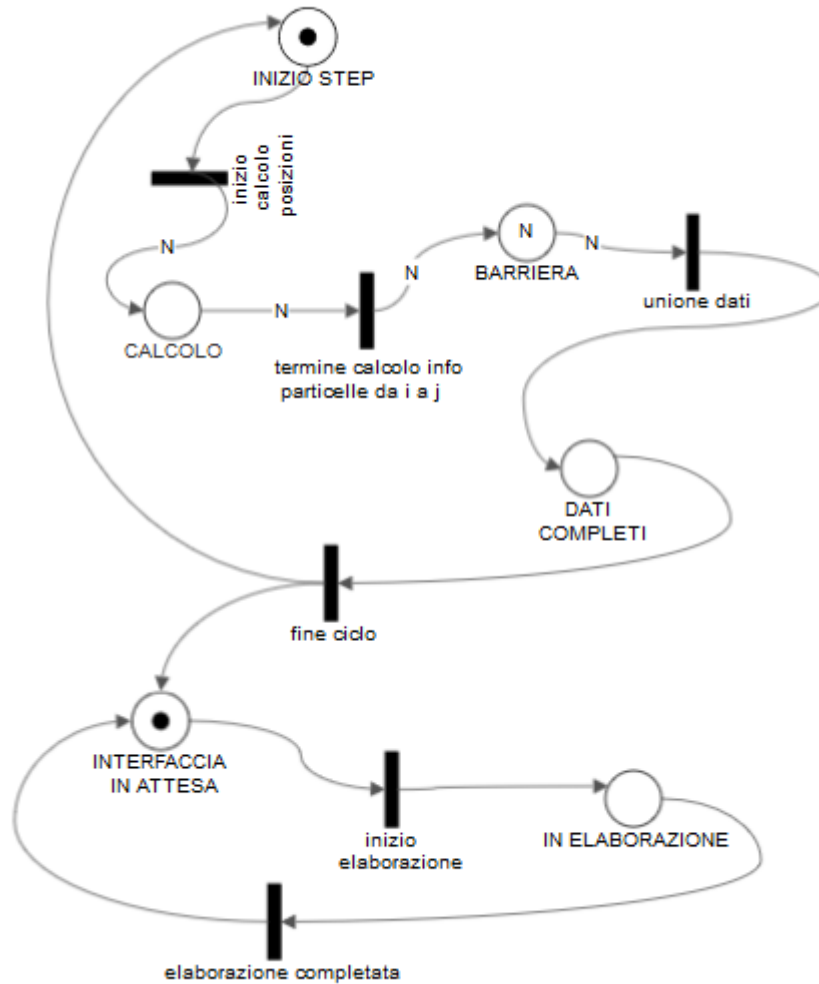 INIZIO STEP
inizio
calcolo
posizioni
N
CALCOLO
N
termine calcolo info
particelle da i a j
N
N
BARRIERA
N
unione dati
DATI
COMPLETI
fine ciclo
INTERFACCIA
IN ATTESA
inizio
elaborazione
IN ELABORAZIONE
elaborazione completata